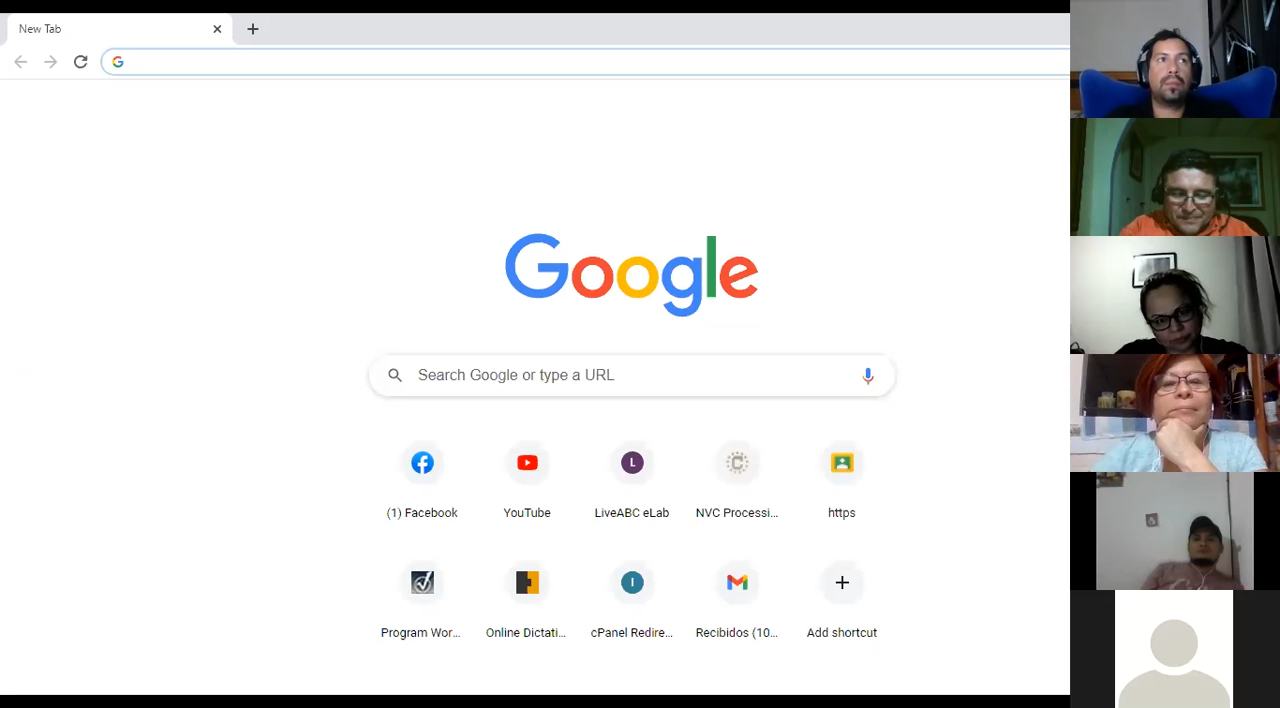 New Tab
Google
Search Google or type a URL
(1) Facebook
YouTube
LiveABC eLab
NVC Processi...
https
Program Wor...
Online Dictati...
cPanel Redire...
Recibidos (10...
Add shortcut